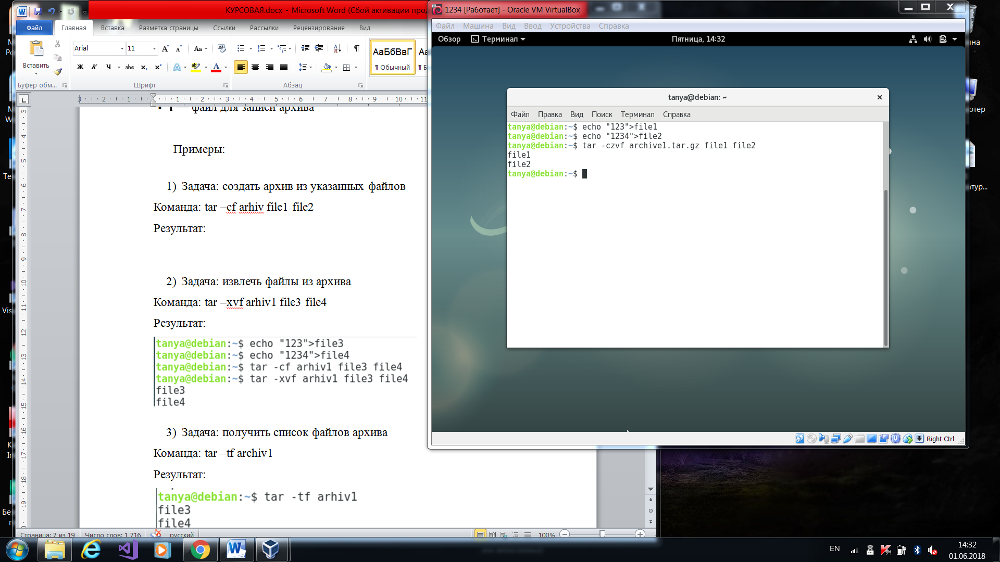 КУРСОВАЯ.docx - Microsoft Word (Сбой активации про
Файл Главная Вставка Разметка страницы Ссылки Рассылки Рецензирование Вид
Вставить
Arial 11
АаБбВвГ
¶ Обычный
Буфер обм... Шрифт Абзац
f — файл для записи архива
Примеры:
1) Задача: создать архив из указанных файлов
Команда: tar –cf arhiv file1 file2
Результат:
2) Задача: извлечь файлы из архива
Команда: tar –xvf arhiv1 file3 file4
Результат:
tanya@debian:~$ echo "123">file3
tanya@debian:~$ echo "1234">file4
tanya@debian:~$ tar -cf arhiv1 file3 file4
tanya@debian:~$ tar -xvf arhiv1 file3 file4
file3
file4
3) Задача: получить список файлов архива
Команда: tar –tf archiv1
Результат:
tanya@debian:~$ tar -tf arhiv1
file3
file4
Страница: 7 из 19 Число слов: 1 716 русский 100%
1234 [Работает] - Oracle VM VirtualBox
Файл Машина Вид Ввод Устройства Справка
Обзор Терминал Пятница, 14:32
tanya@debian: ~
Файл Правка Вид Поиск Терминал Справка
tanya@debian:~$ echo "123">file1
tanya@debian:~$ echo "1234">file2
tanya@debian:~$ tar -czvf archive1.tar.gz file1 file2
file1
file2
tanya@debian:~$
Right Ctrl
EN 14:32
01.06.2018